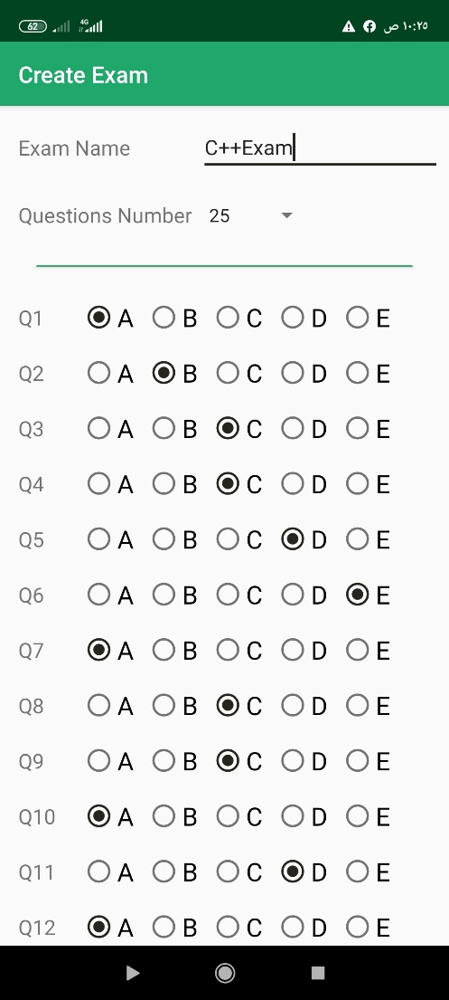 62 4G ص ١٠:٢٥
Create Exam
Exam Name C++Exam
Questions Number 25
Q1 A B C D E
Q2 A B C D E
Q3 A B C D E
Q4 A B C D E
Q5 A B C D E
Q6 A B C D E
Q7 A B C D E
Q8 A B C D E
Q9 A B C D E
Q10 A B C D E
Q11 A B C D E
Q12 A B C D E